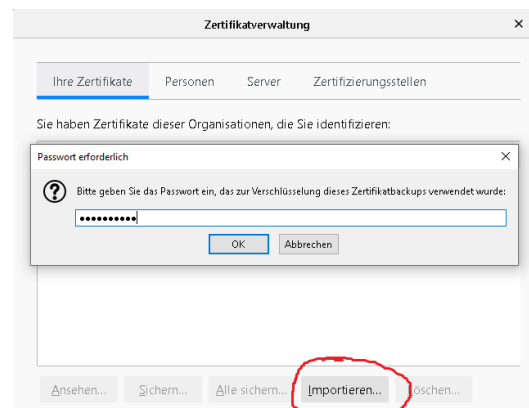 Zertifikatverwaltung
Ihre Zertifikate Personen Server Zertifizierungsstellen
Sie haben Zertifikate dieser Organisationen, die Sie identifizieren:
Passwort erforderlich
Bitte geben Sie das Passwort ein, das zur Verschlüsselung dieses Zertifikatbackups verwendet wurde:
••••••••••
OK Abbrechen
Ansehen... Sichern... Alle sichern... Importieren... Löschen...